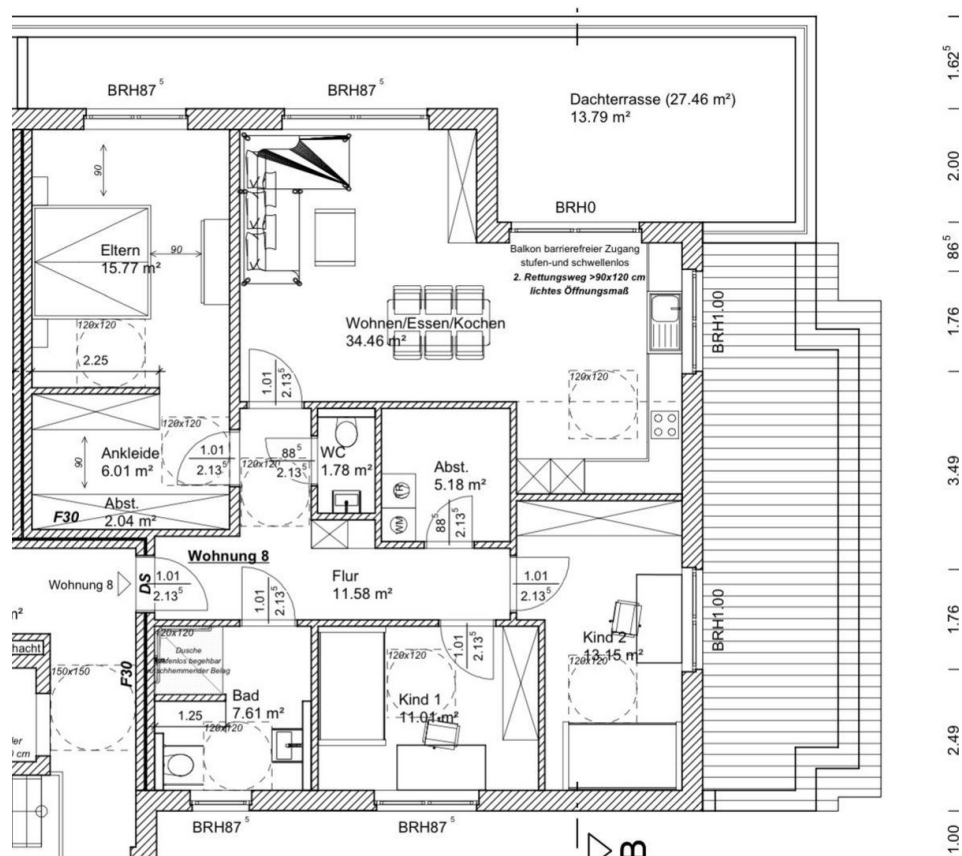 BRH87⁵
BRH87⁵
Dachterrasse (27.46 m²)
13.79 m²
1.62⁵
90
2.00
BRH0
Eltern
15.77 m²
90
Balkon barrierefreier Zugang
stufen-und schwellenlos
2. Rettungsweg >90x120 cm
lichtes Öffnungsmaß
86⁵
Wohnen/Essen/Kochen
34.46 m²
120x120
BRH1.00
1.76
2.25
120x120
1.01
2.13⁵
120x120
Ankleide
6.01 m²
90
1.01
2.13⁵
88⁵
2.13⁵
120x120
WC
1.78 m²
Abst.
5.18 m²
TR
WM
88⁵
2.13⁵
3.49
Abst.
2.04 m²
F30
Wohnung 8
Wohnung 8
DS
1.01
2.13⁵
Flur
11.58 m²
1.01
2.13⁵
1.01
2.13⁵
1.01
2.13⁵
BRH1.00
1.76
m²
hacht
150x150
F30
120x120
Dusche
begehbar
Belag
Bad
7.61 m²
1.25
120x120
120x120
Kind 1
11.01 m²
Kind 2
13.15 m²
120x120
2.49
der
cm
BRH87⁵
BRH87⁵
B
1.00